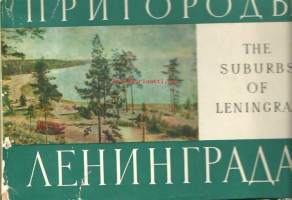 ПРИГОРОДЫ
THE
SUBURBS
OF
LENINGRA
ЛЕНИНГРАДА